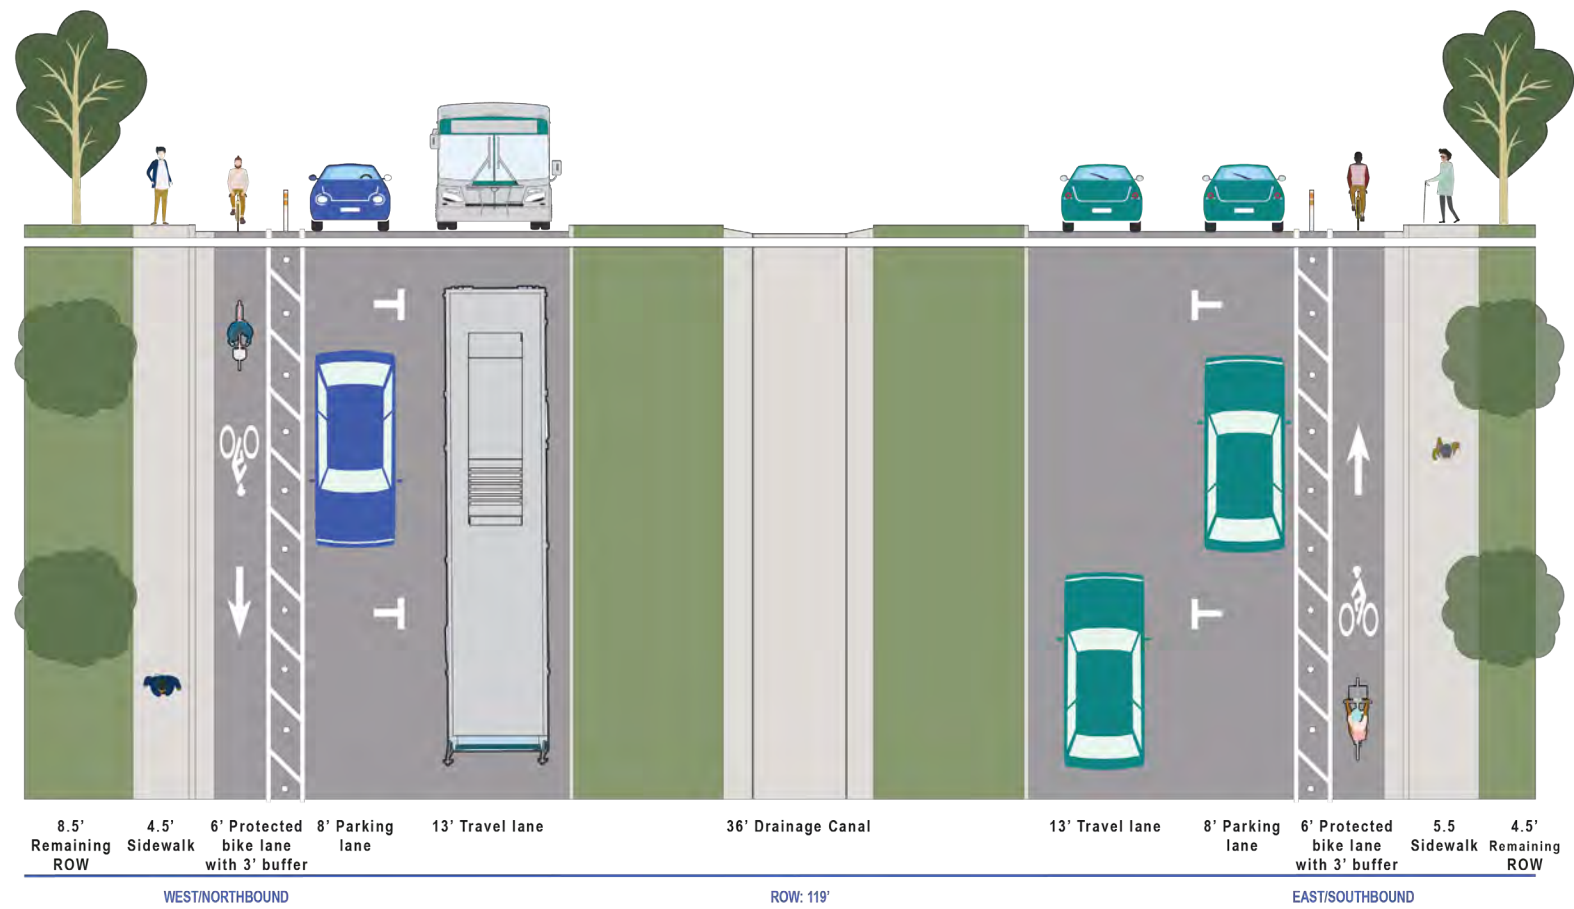 8.5’
Remaining
ROW
4.5’
Sidewalk
6’ Protected
bike lane
with 3’ buffer
8’ Parking
lane
13’ Travel lane
36’ Drainage Canal
13’ Travel lane
8’ Parking
lane
6’ Protected
bike lane
with 3’ buffer
5.5
Sidewalk
4.5’
Remaining
ROW
WEST/NORTHBOUND
ROW: 119’
EAST/SOUTHBOUND